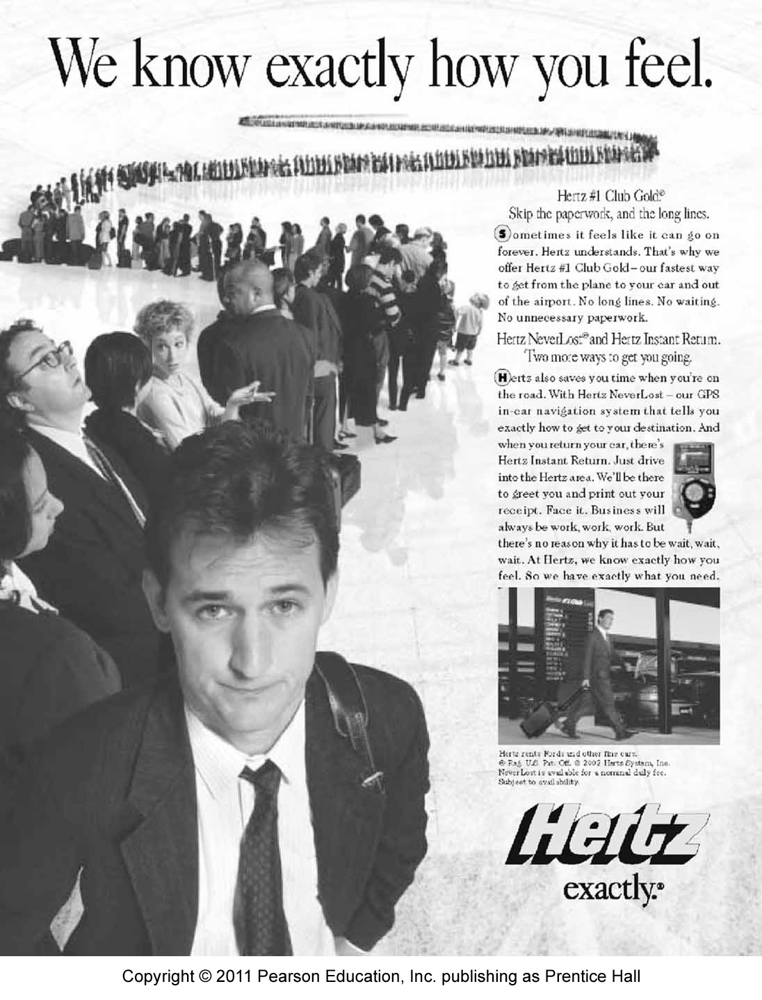 We know exactly how you feel.
Hertz #1 Club Gold®
Skip the paperwork, and the long lines.
Sometimes it feels like it can go on
forever. Hertz understands. That's why we
offer Hertz #1 Club Gold – our fastest way
to get from the plane to your car and out
of the airport. No long lines. No waiting.
No unnecessary paperwork.
Hertz NeverLost® and Hertz Instant Return.
Two more ways to get you going.
Hertz also saves you time when you're on
the road. With Hertz NeverLost – our GPS
in-car navigation system that tells you
exactly how to get to your destination. And
when you return your car, there's
Hertz Instant Return. Just drive
into the Hertz area. We'll be there
to greet you and print out your
receipt. Face it. Business will
always be work, work, work. But
there's no reason why it has to be wait, wait,
wait. At Hertz, we know exactly how you
feel. So we have exactly what you need.
Hertz #1 Club Gold
Hertz rents Fords and other fine cars.
® Reg. U.S. Pat. Off. © 2002 Hertz System, Inc.
NeverLost is available for a nominal daily fee.
Subject to availability.
Hertz
exactly.®
Copyright © 2011 Pearson Education, Inc. publishing as Prentice Hall